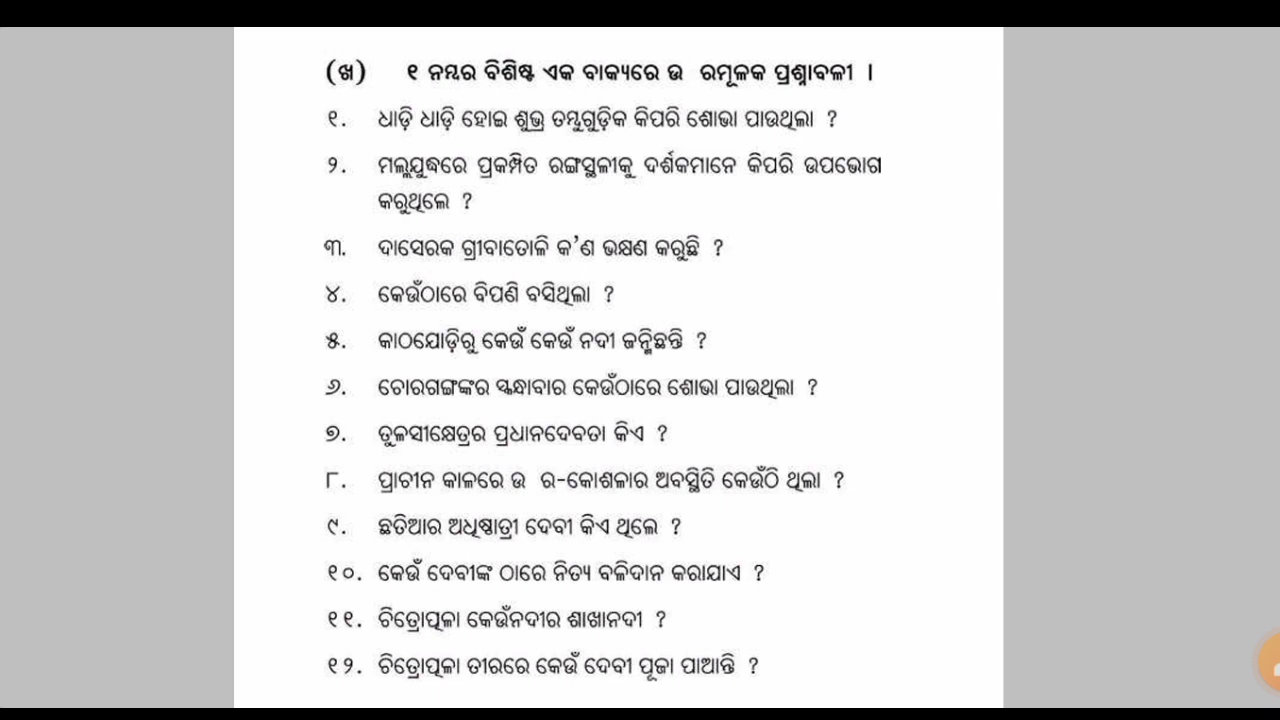 (ଖ) ୧ ନମ୍ବର ବିଶିଷ୍ଟ ଏକ ବାକ୍ୟରେ ଉ ରମୂଳକ ପ୍ରଶ୍ନାବଳୀ ।
୧. ଧାଡ଼ି ଧାଡ଼ି ହୋଇ ଶୁଭ୍ର ତମ୍ବୁଗୁଡ଼ିକ କିପରି ଶୋଭା ପାଉଥିଲା ?
୨. ମଲ୍ଲଯୁଦ୍ଧରେ ପ୍ରକମ୍ପିତ ରଙ୍ଗସ୍ଥଳୀକୁ ଦର୍ଶକମାନେ କିପରି ଉପଭୋଗ
କରୁଥିଲେ ?
୩. ଦାସେରକ ଗ୍ରୀବାତୋଳି କ'ଣ ଭକ୍ଷଣ କରୁଛି ?
୪. କେଉଁଠାରେ ବିପଣି ବସିଥିଲା ?
୫. କାଠଯୋଡ଼ିରୁ କେଉଁ କେଉଁ ନଦୀ ଜନ୍ମିଛନ୍ତି ?
୬. ଚୋରଗଙ୍ଗଙ୍କର ସ୍କନ୍ଧାବାର କେଉଁଠାରେ ଶୋଭା ପାଉଥିଲା ?
୭. ତୁଳସୀକ୍ଷେତ୍ରର ପ୍ରଧାନଦେବତା କିଏ ?
୮. ପ୍ରାଚୀନ କାଳରେ ଉ ର-କୋଶଳାର ଅବସ୍ଥିତି କେଉଁଠି ଥିଲା ?
୯. ଛତିଆର ଅଧିଷ୍ଠାତ୍ରୀ ଦେବୀ କିଏ ଥିଲେ ?
୧୦. କେଉଁ ଦେବୀଙ୍କ ଠାରେ ନିତ୍ୟ ବଳିଦାନ କରାଯାଏ ?
୧୧. ଚିତ୍ରୋତ୍ପଳା କେଉଁନଦୀର ଶାଖାନଦୀ ?
୧୨. ଚିତ୍ରୋତ୍ପଳା ତୀରରେ କେଉଁ ଦେବୀ ପୂଜା ପାଆନ୍ତି ?